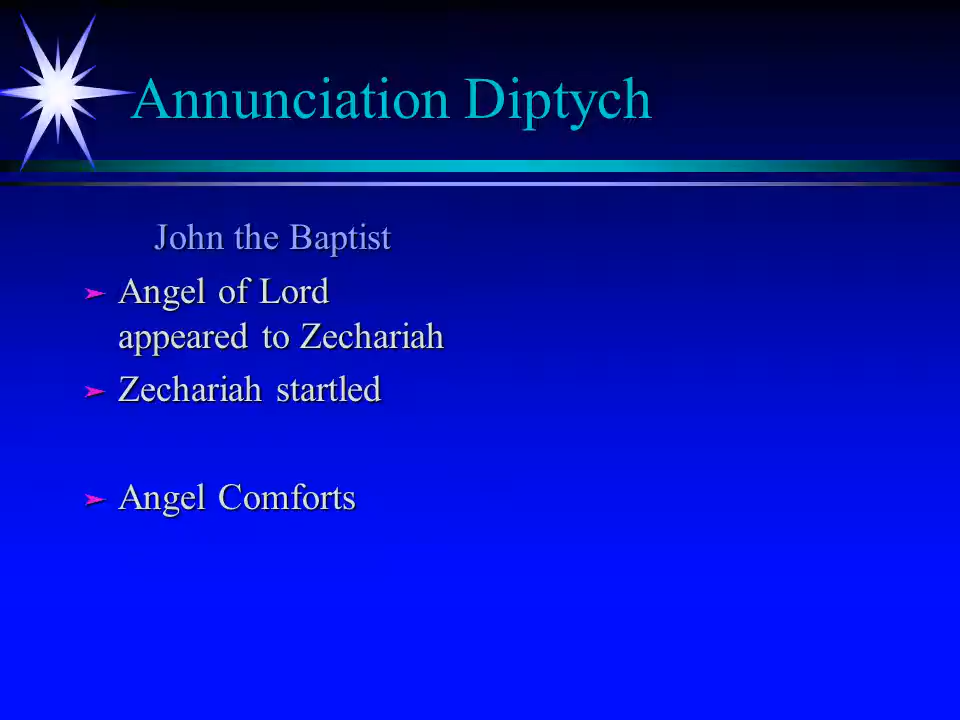 Annunciation Diptych
John the Baptist
➤ Angel of Lord
appeared to Zechariah
➤ Zechariah startled
➤ Angel Comforts